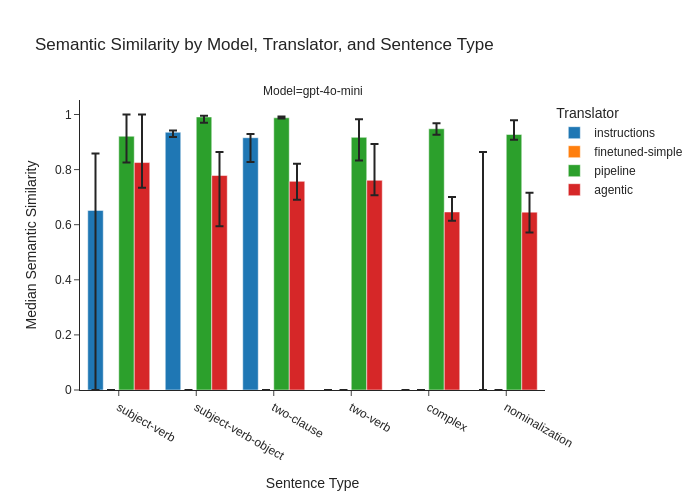 Semantic Similarity by Model, Translator, and Sentence Type
Model=gpt-4o-mini
Translator
instructions
finetuned-simple
pipeline
agentic
Median Semantic Similarity
1
0.8
0.6
0.4
0.2
0
subject-verb
subject-verb-object
two-clause
two-verb
complex
nominalization
Sentence Type